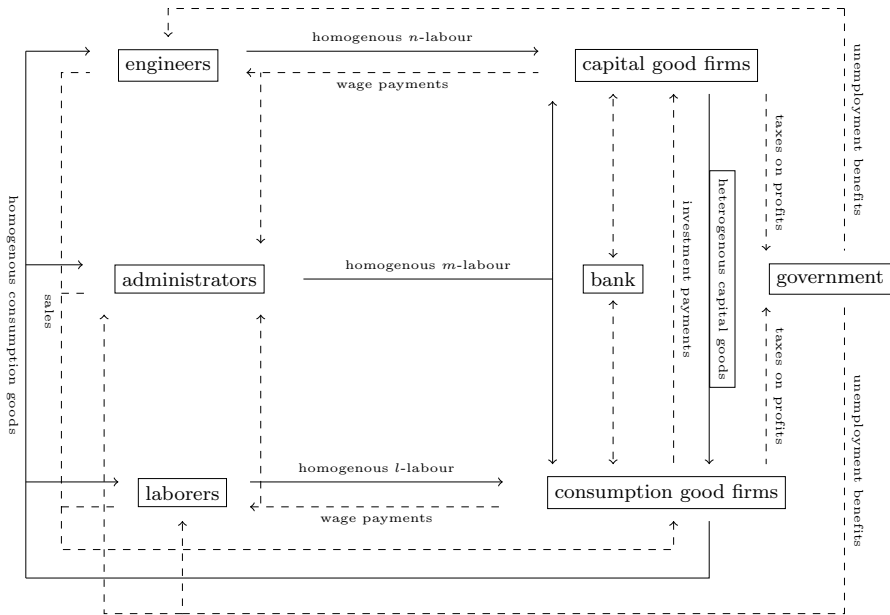 homogenous n-labour
engineers
capital good firms
wage payments
unemployment benefits
taxes on profits
homogenous consumption goods
heterogenous capital goods
investment payments
homogenous m-labour
administrators
bank
government
sales
taxes on profits
unemployment benefits
homogenous l-labour
laborers
consumption good firms
wage payments